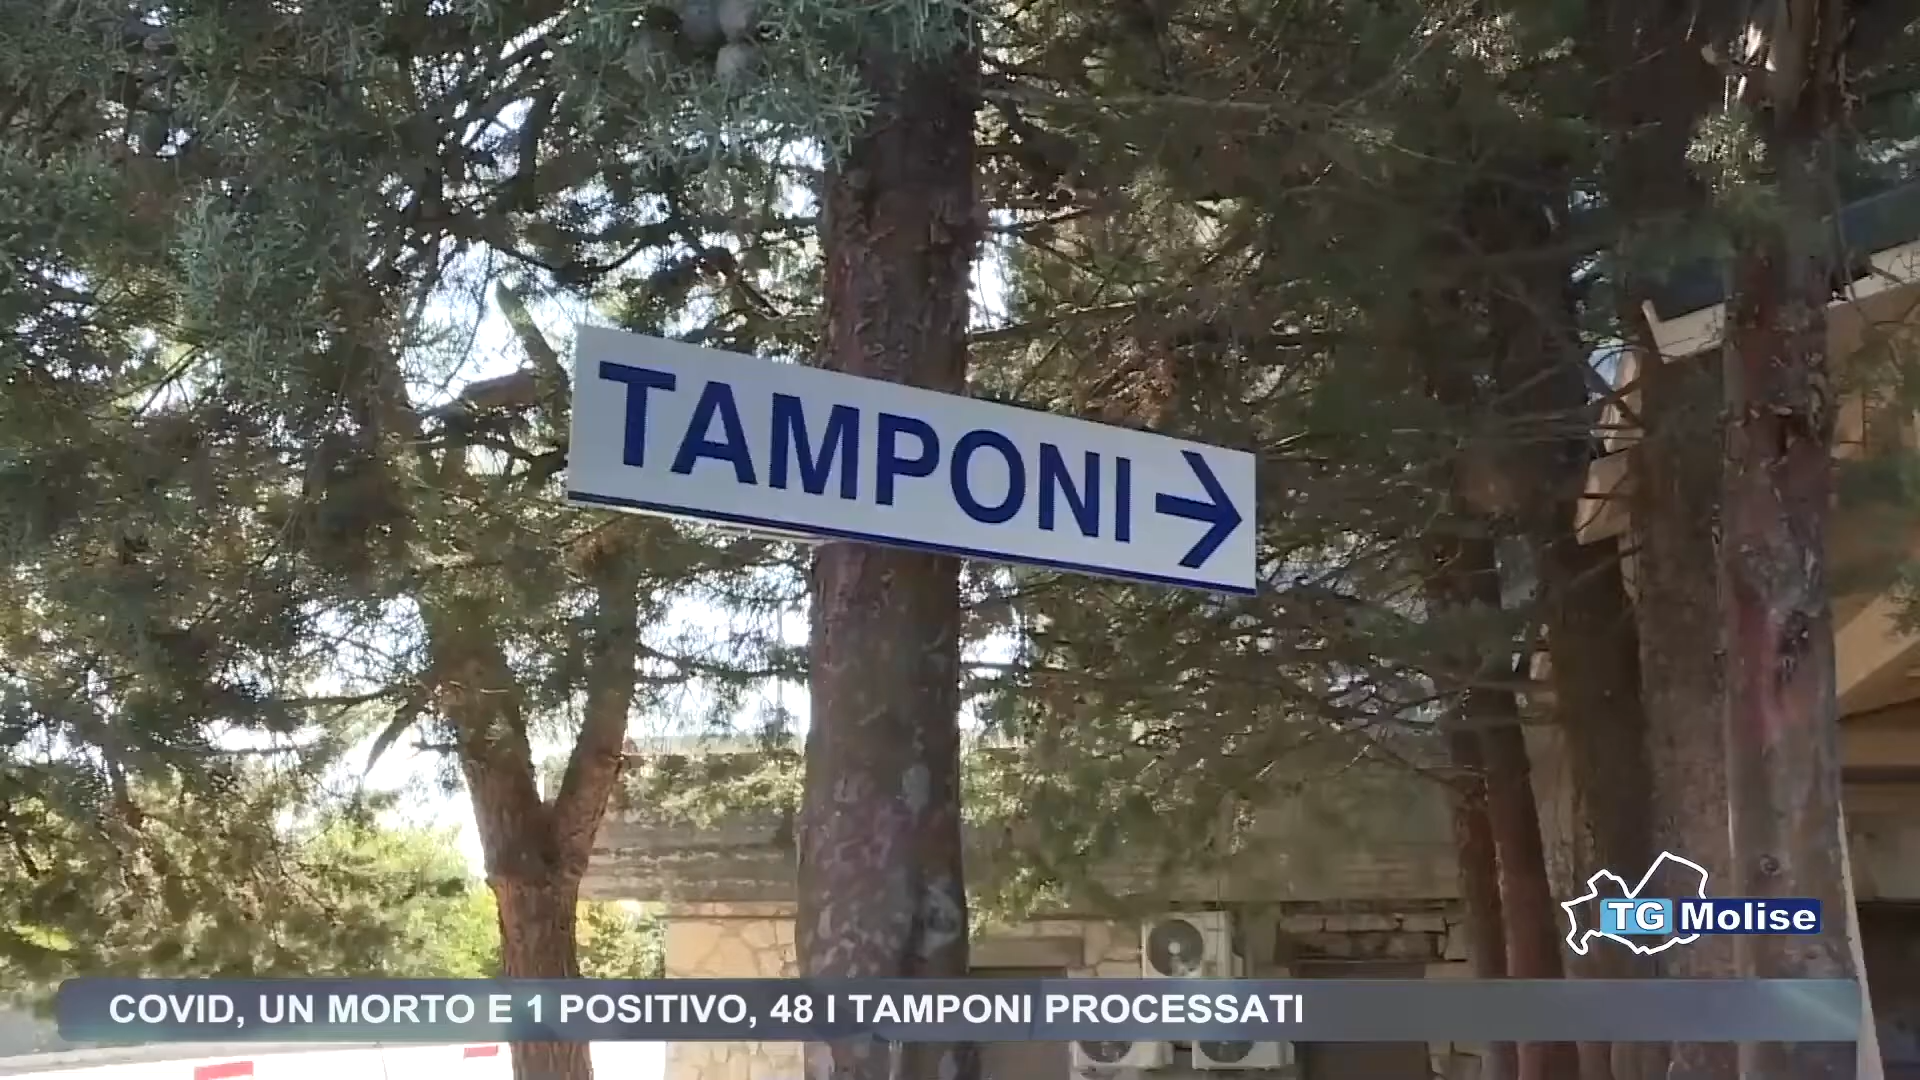 TAMPONI →
TG Molise
COVID, UN MORTO E 1 POSITIVO, 48 I TAMPONI PROCESSATI